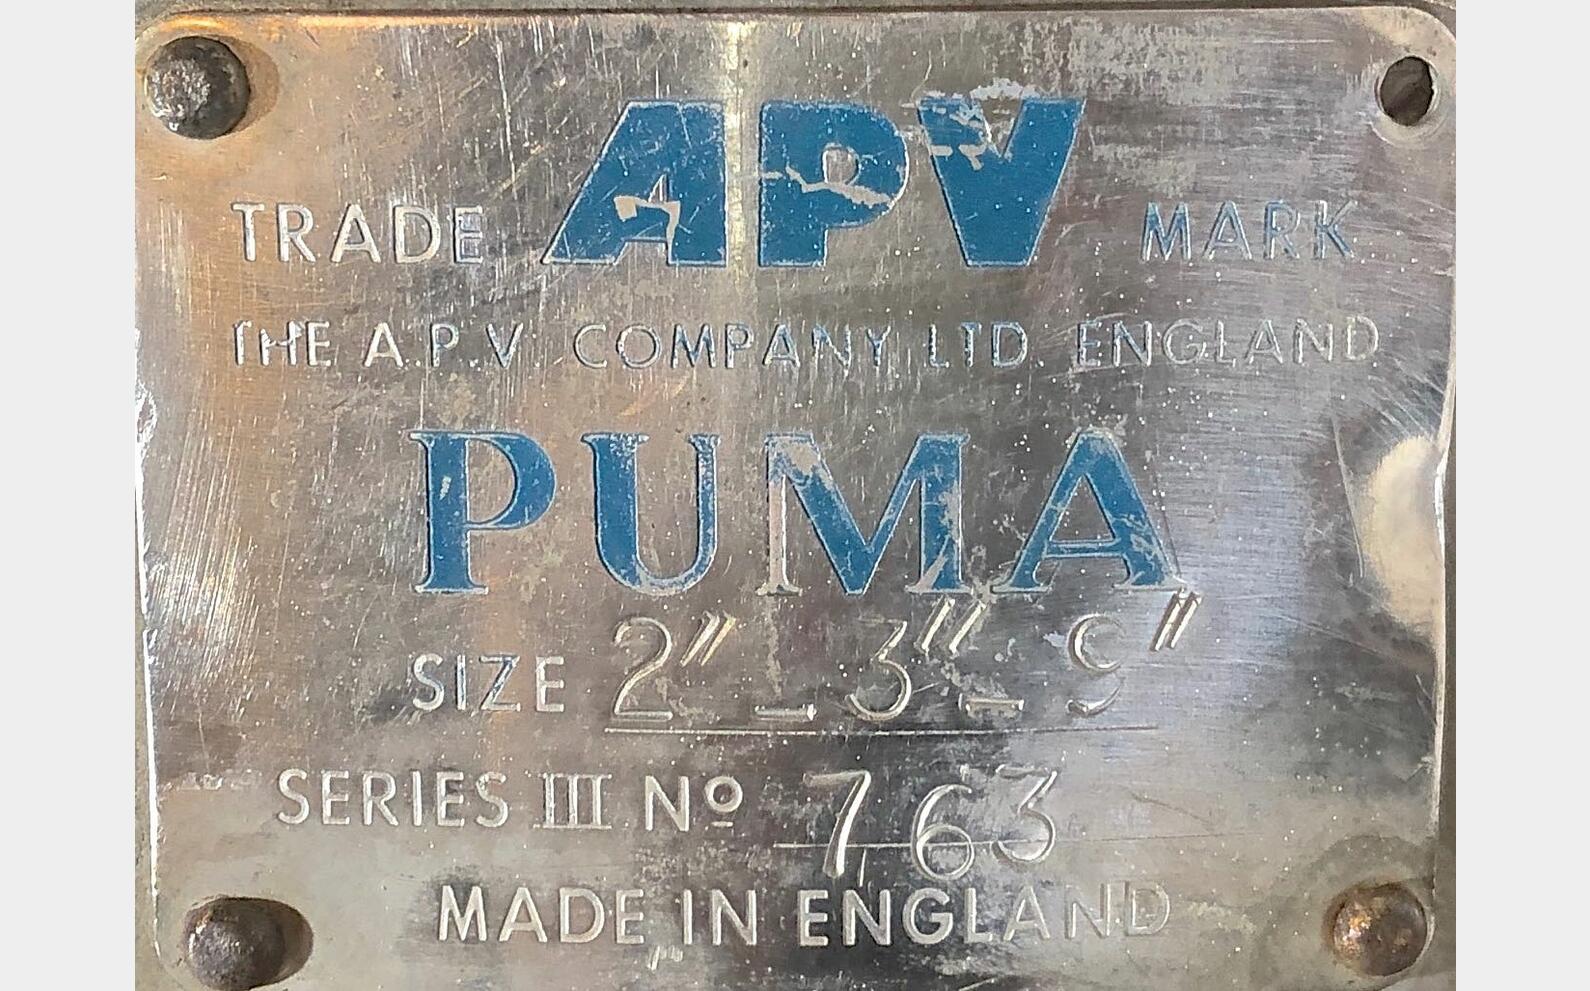 TRADE APV MARK
THE A.P.V. COMPANY LTD. ENGLAND
PUMA
SIZE 2" - 3" - 9"
SERIES III Nº 763
MADE IN ENGLAND